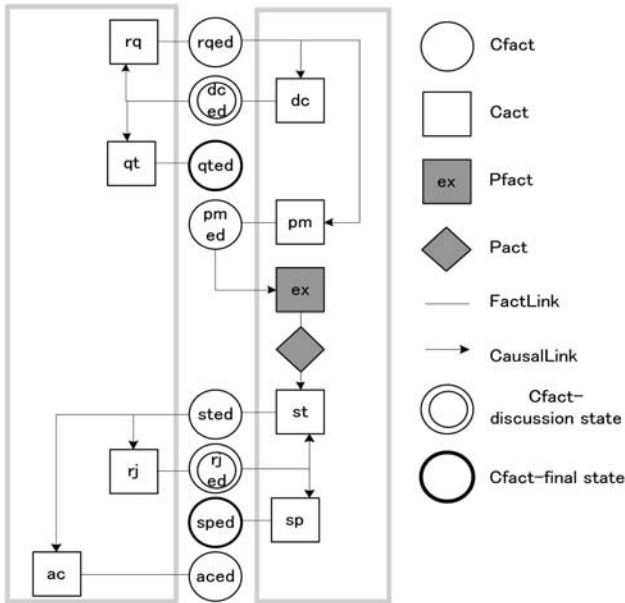 rq
rqed
dc
ed
dc
qt
qted
pm
ed
pm
ex
sted
st
rj
rj
ed
sped
sp
ac
aced
Cfact
Cact
ex
Pfact
Pact
FactLink
CausalLink
Cfact-
discussion state
Cfact-final state